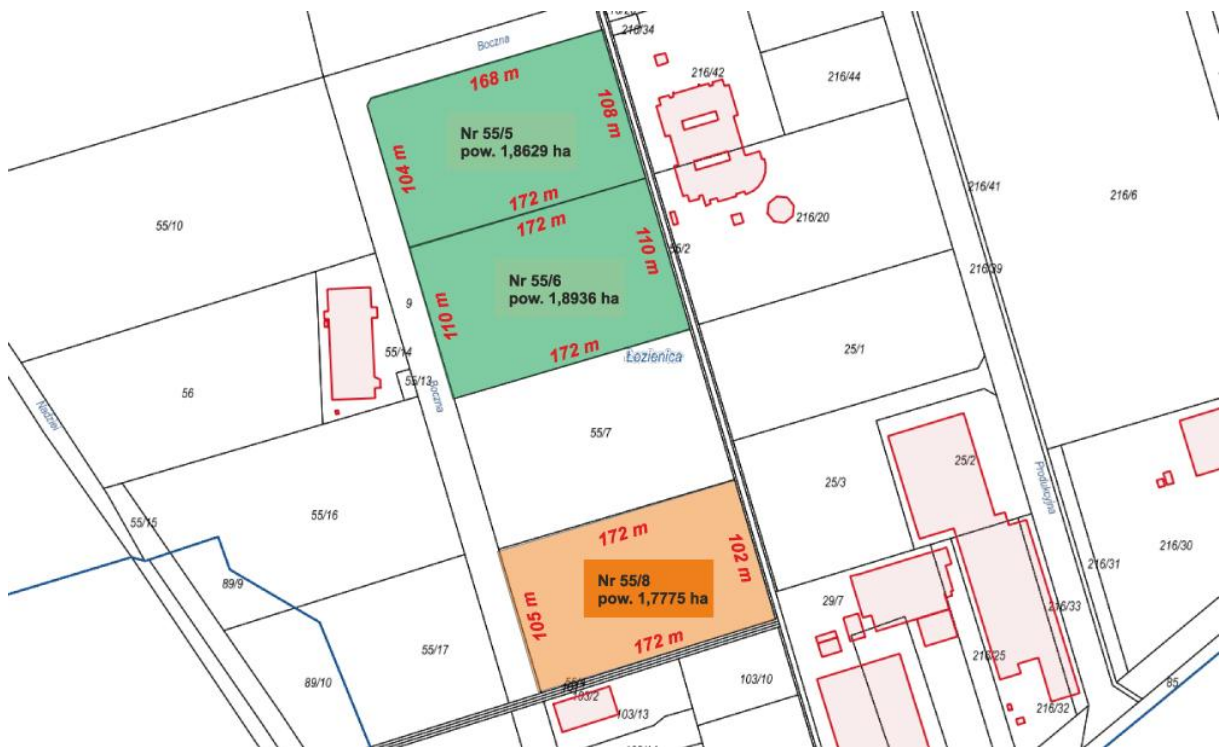 216/34
Boczna
168 m
216/42
216/44
108 m
Nr 55/5
pow. 1,8629 ha
104 m
172 m
172 m
216/41
216/6
55/10
216/20
55/2
110 m
216/39
Nr 55/6
pow. 1,8936 ha
9
110 m
172 m
Łozienica
55/14
25/1
55/13
56
Boczna
Nadziei
55/7
25/2
25/3
Produkcyjna
55/16
55/15
172 m
102 m
216/30
216/31
89/9
Nr 55/8
pow. 1,7775 ha
105 m
29/7
216/33
172 m
55/17
216/25
89/10
103/10
85
103/2
103/13
216/32